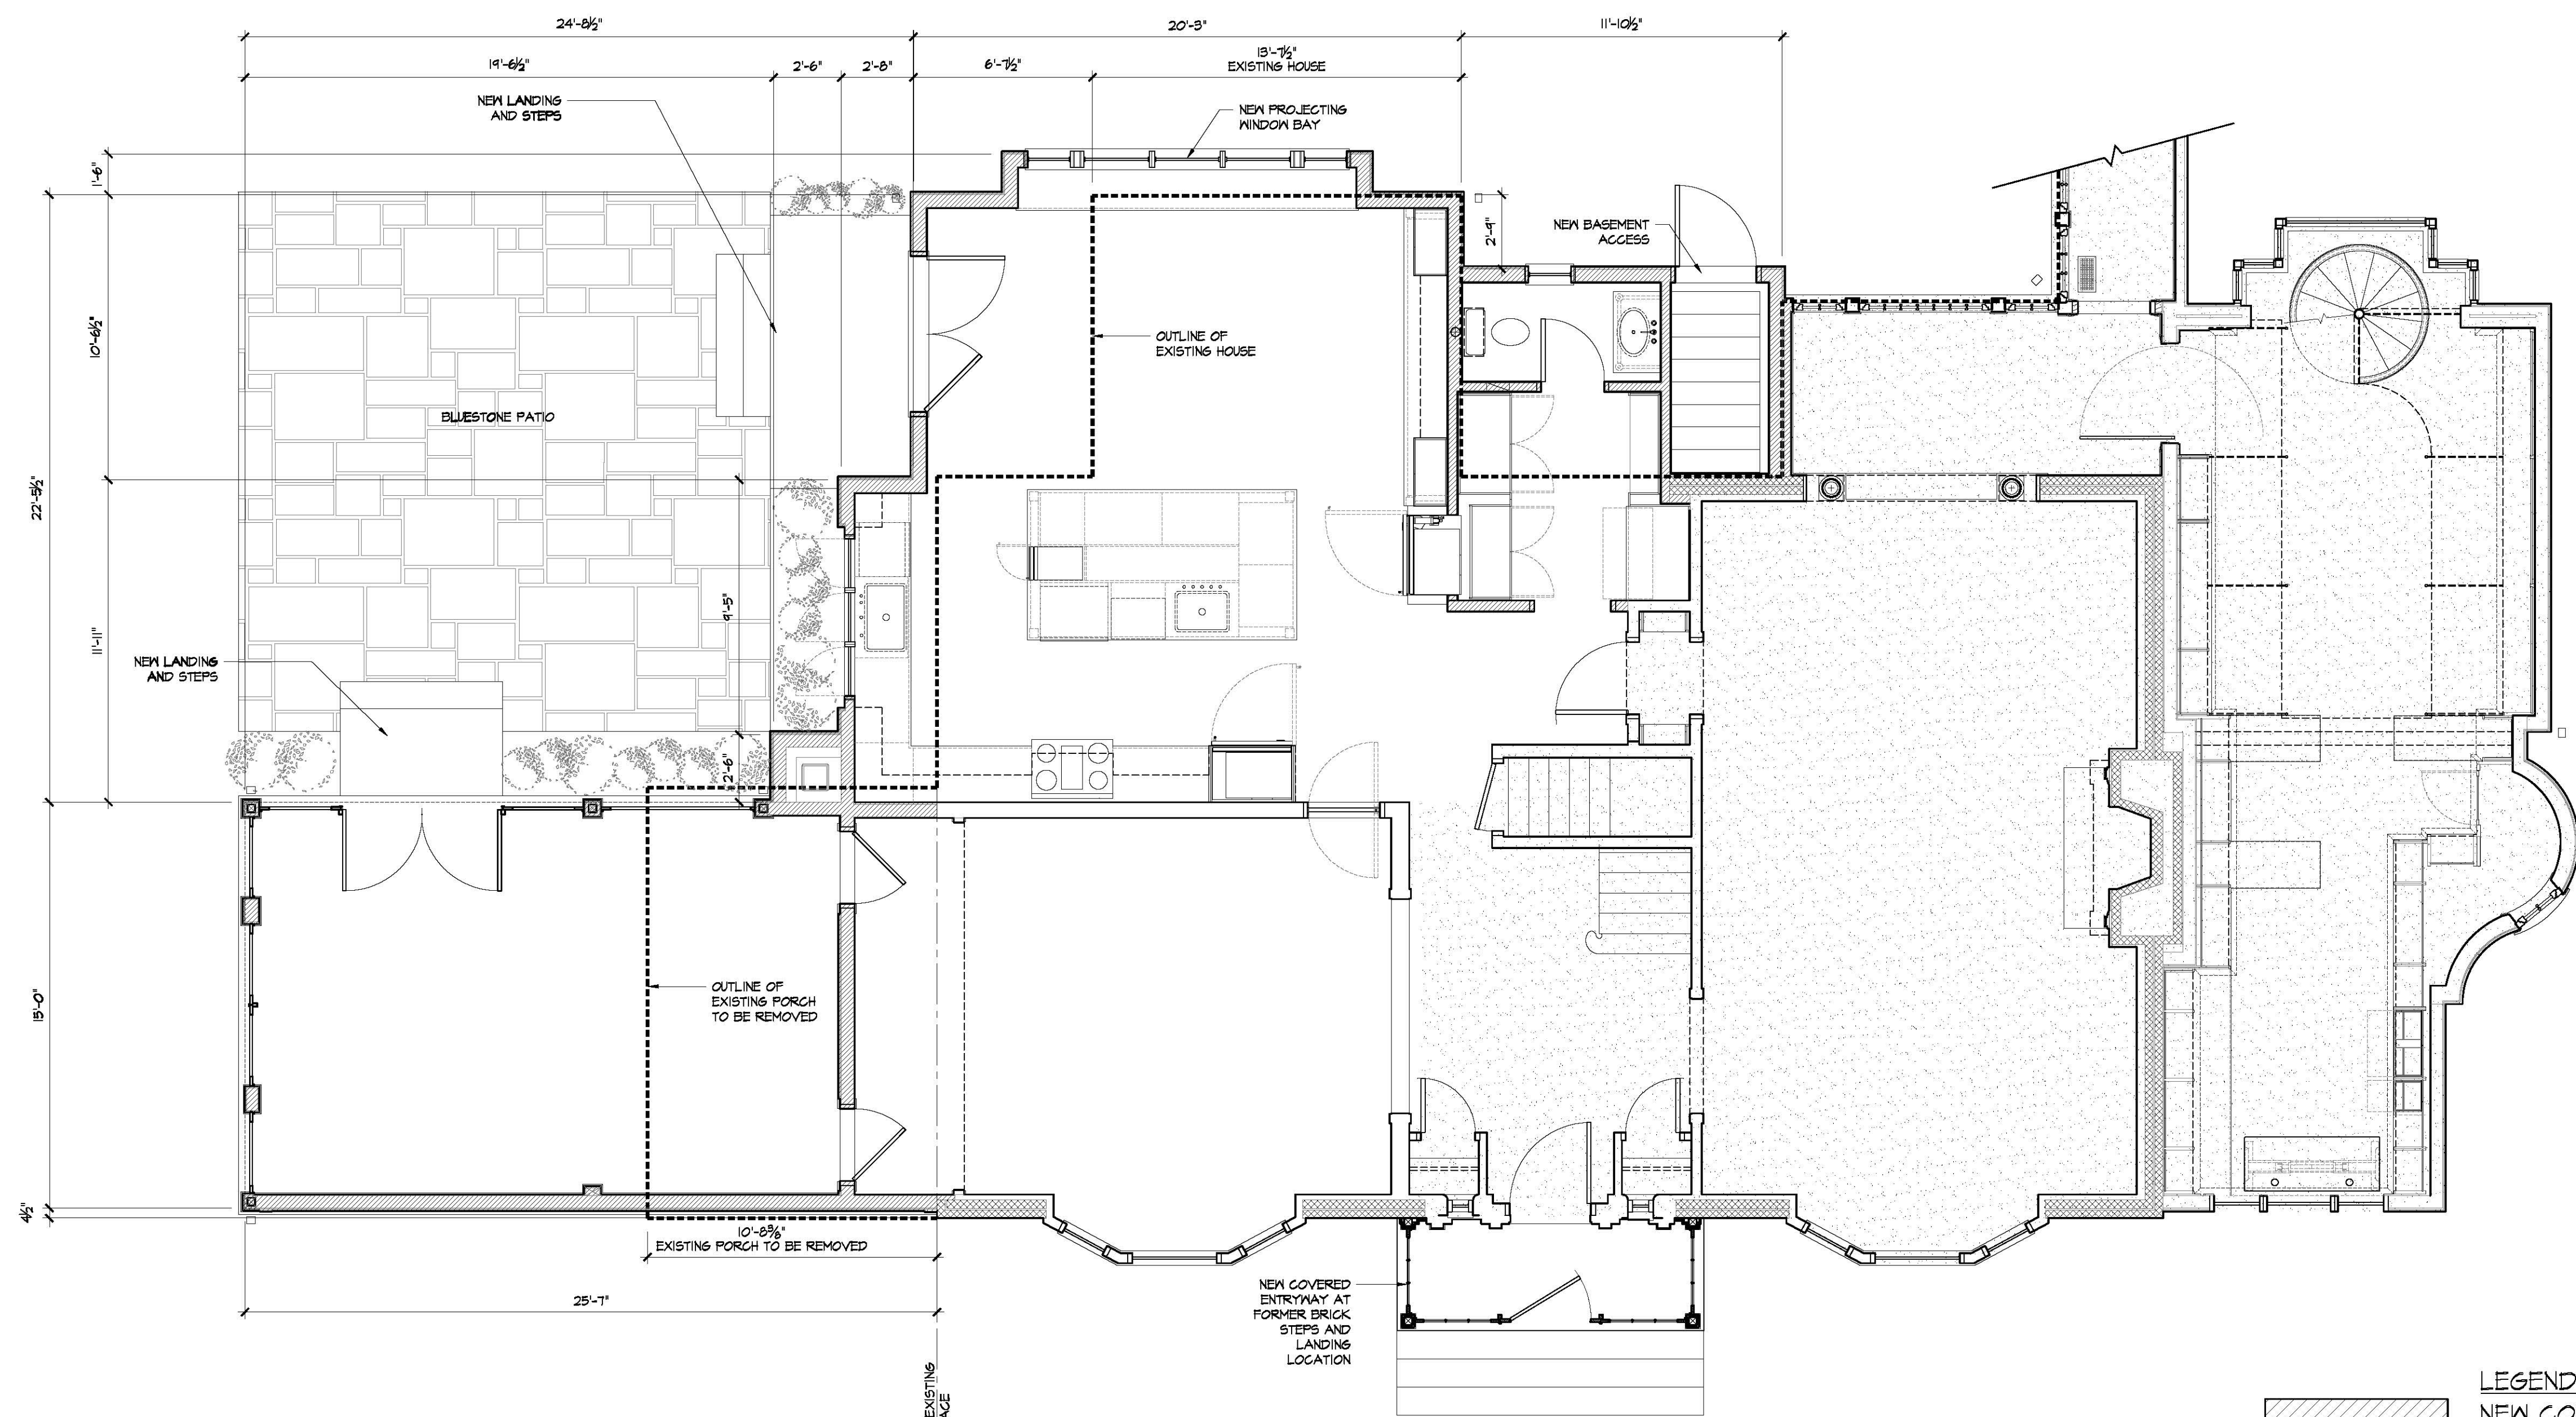 24'-8½"
20'-3"
11'-10½"
19'-6½"
2'-6"
2'-8"
6'-7½"
13'-7½"
EXISTING HOUSE
NEW LANDING
AND STEPS
NEW PROJECTING
WINDOW BAY
1'-6"
2'-9"
NEW BASEMENT
ACCESS
10'-6½"
OUTLINE OF
EXISTING HOUSE
BLUESTONE PATIO
22'-5½"
9'-5"
11'-11"
NEW LANDING
AND STEPS
2'-6"
OUTLINE OF
EXISTING PORCH
TO BE REMOVED
15'-0"
4½"
10'-8⅝"
EXISTING PORCH TO BE REMOVED
25'-7"
NEW COVERED
ENTRYWAY AT
FORMER BRICK
STEPS AND
LANDING
LOCATION
EXISTING
ACE
LEGEND
NEW CO